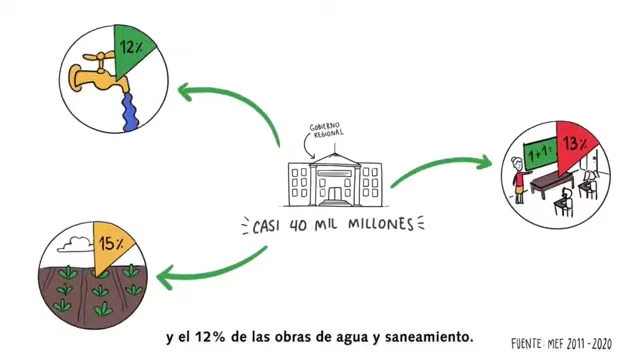 12%
GOBIERNO
REGIONAL
1+1=
13%
CASI 40 MIL MILLONES
15%
y el 12% de las obras de agua y saneamiento.
FUENTE: MEF 2011-2020